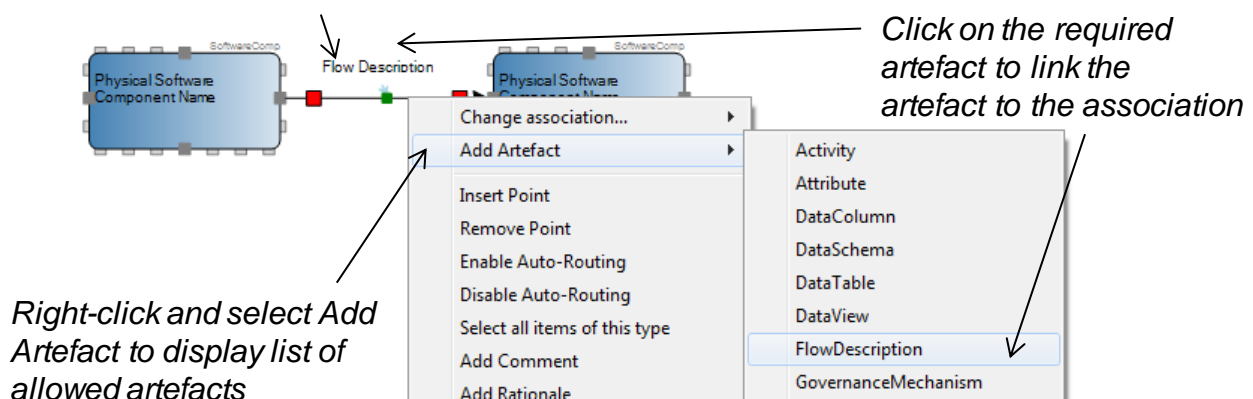 SoftwareComp
Physical Software
Component Name
Flow Description
SoftwareComp
Physical Software
Component Name
Click on the required
artefact to link the
artefact to the association
Change association...
Add Artefact
Insert Point
Remove Point
Enable Auto-Routing
Disable Auto-Routing
Select all items of this type
Add Comment
Add Rationale
Activity
Attribute
DataColumn
DataSchema
DataTable
DataView
FlowDescription
GovernanceMechanism
Right-click and select Add
Artefact to display list of
allowed artefacts